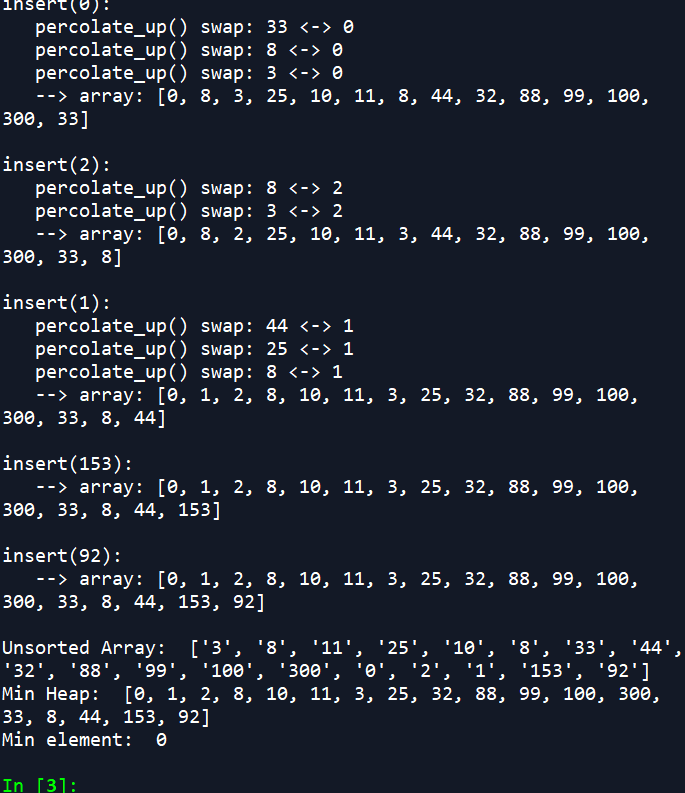 insert(0):
   percolate_up() swap: 33 <-> 0
   percolate_up() swap: 8 <-> 0
   percolate_up() swap: 3 <-> 0
   --> array: [0, 8, 3, 25, 10, 11, 8, 44, 32, 88, 99, 100,
300, 33]

insert(2):
   percolate_up() swap: 8 <-> 2
   percolate_up() swap: 3 <-> 2
   --> array: [0, 8, 2, 25, 10, 11, 3, 44, 32, 88, 99, 100,
300, 33, 8]

insert(1):
   percolate_up() swap: 44 <-> 1
   percolate_up() swap: 25 <-> 1
   percolate_up() swap: 8 <-> 1
   --> array: [0, 1, 2, 8, 10, 11, 3, 25, 32, 88, 99, 100,
300, 33, 8, 44]

insert(153):
   --> array: [0, 1, 2, 8, 10, 11, 3, 25, 32, 88, 99, 100,
300, 33, 8, 44, 153]

insert(92):
   --> array: [0, 1, 2, 8, 10, 11, 3, 25, 32, 88, 99, 100,
300, 33, 8, 44, 153, 92]

Unsorted Array:  ['3', '8', '11', '25', '10', '8', '33', '44',
'32', '88', '99', '100', '300', '0', '2', '1', '153', '92']
Min Heap:  [0, 1, 2, 8, 10, 11, 3, 25, 32, 88, 99, 100, 300,
33, 8, 44, 153, 92]
Min element:  0

In [3]: